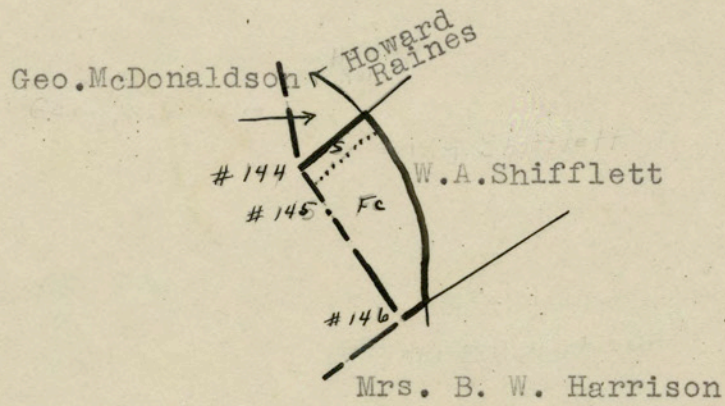 Howard
Raines
Geo.McDonaldson
S
#144
W.A.Shifflett
#145
Fc
#146
Mrs. B. W. Harrison